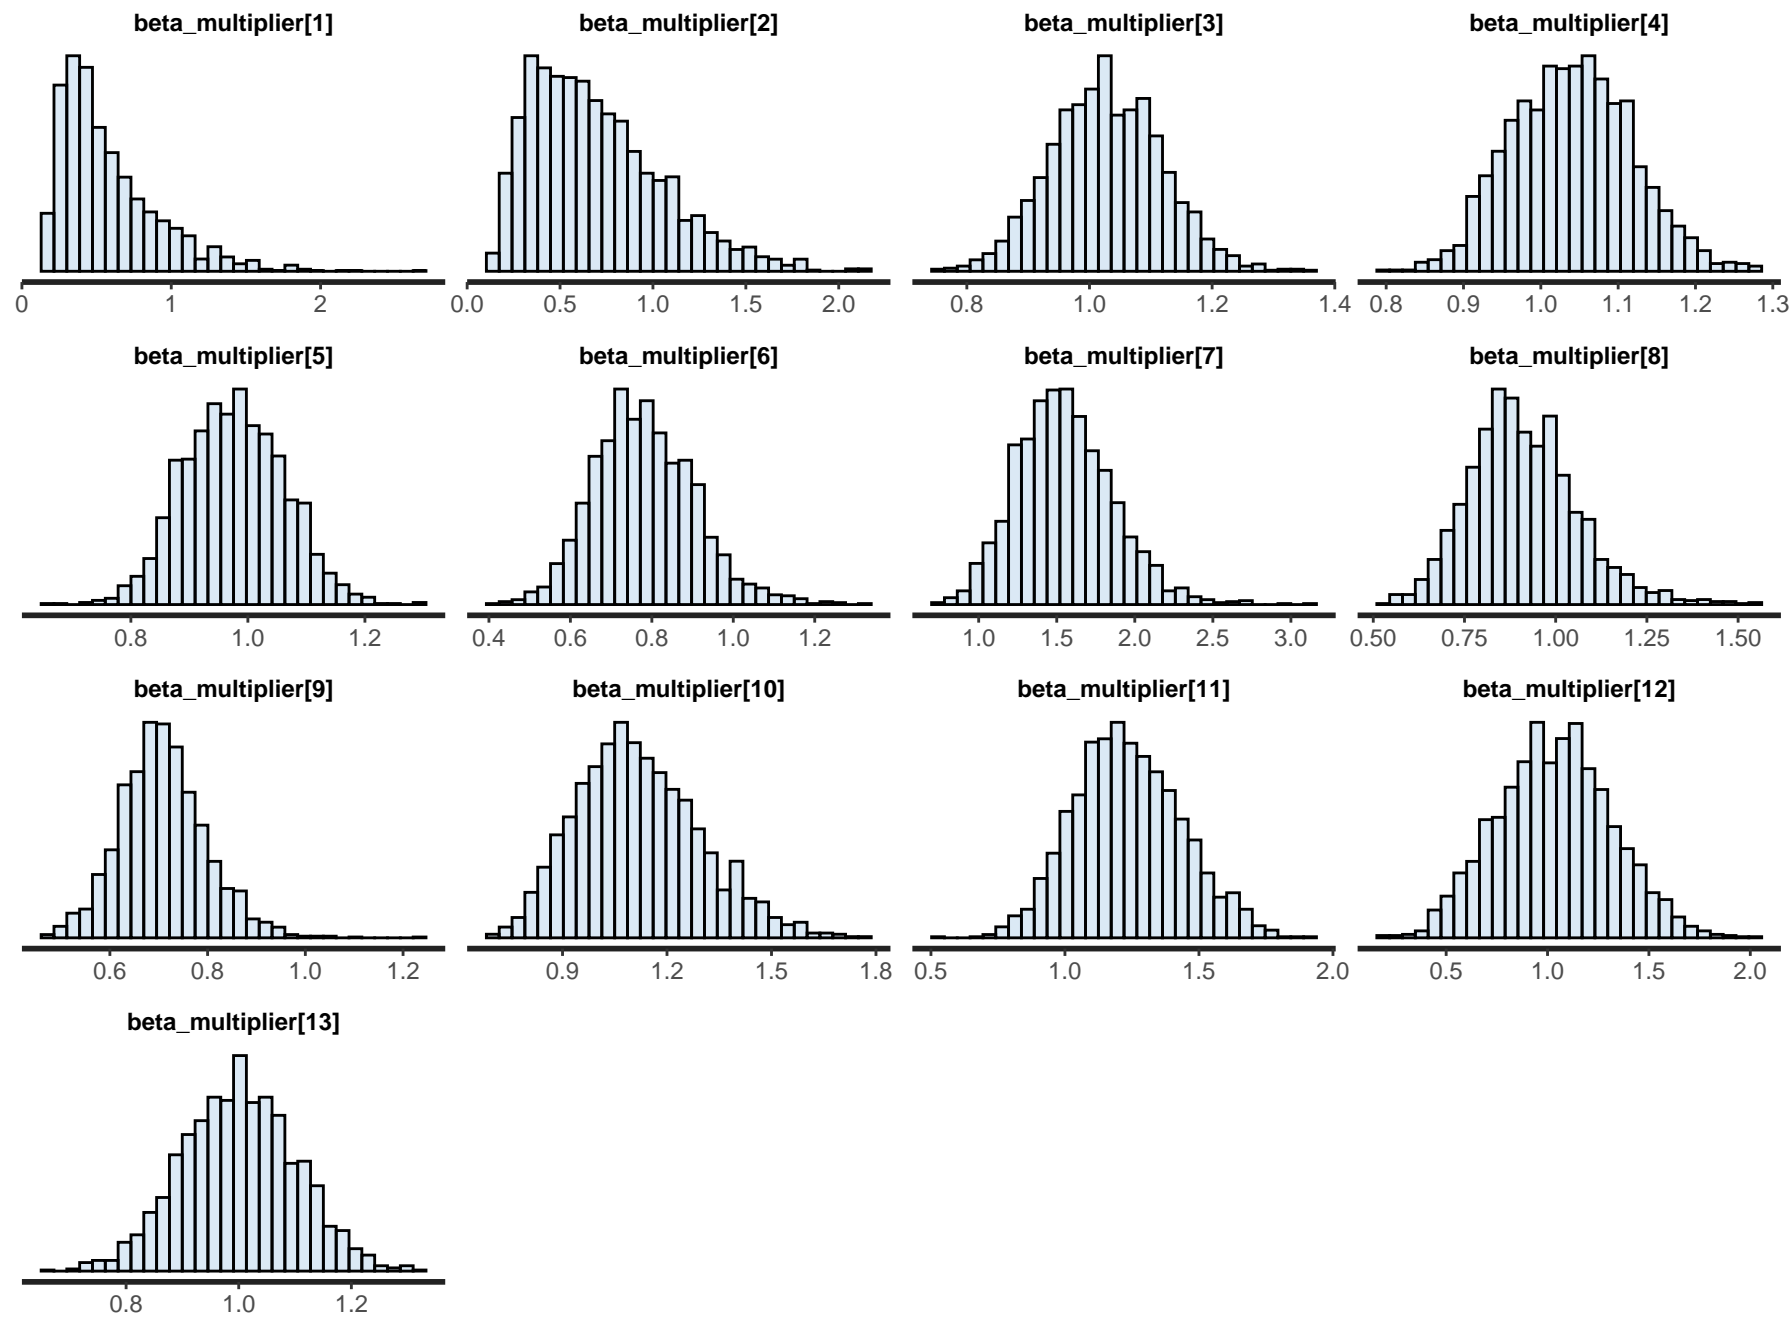 beta_multiplier[1] beta_multiplier[2] beta_multiplier[3] beta_multiplier[4]
0 1 2 0.0 0.5 1.0 1.5 2.0 0.8 1.0 1.2 1.4 0.8 0.9 1.0 1.1 1.2 1.3
beta_multiplier[5] beta_multiplier[6] beta_multiplier[7] beta_multiplier[8]
0.8 1.0 1.2 0.4 0.6 0.8 1.0 1.2 1.0 1.5 2.0 2.5 3.0 0.50 0.75 1.00 1.25 1.50
beta_multiplier[9] beta_multiplier[10] beta_multiplier[11] beta_multiplier[12]
0.6 0.8 1.0 1.2 0.9 1.2 1.5 1.8 0.5 1.0 1.5 2.0 0.5 1.0 1.5 2.0
beta_multiplier[13]
0.8 1.0 1.2